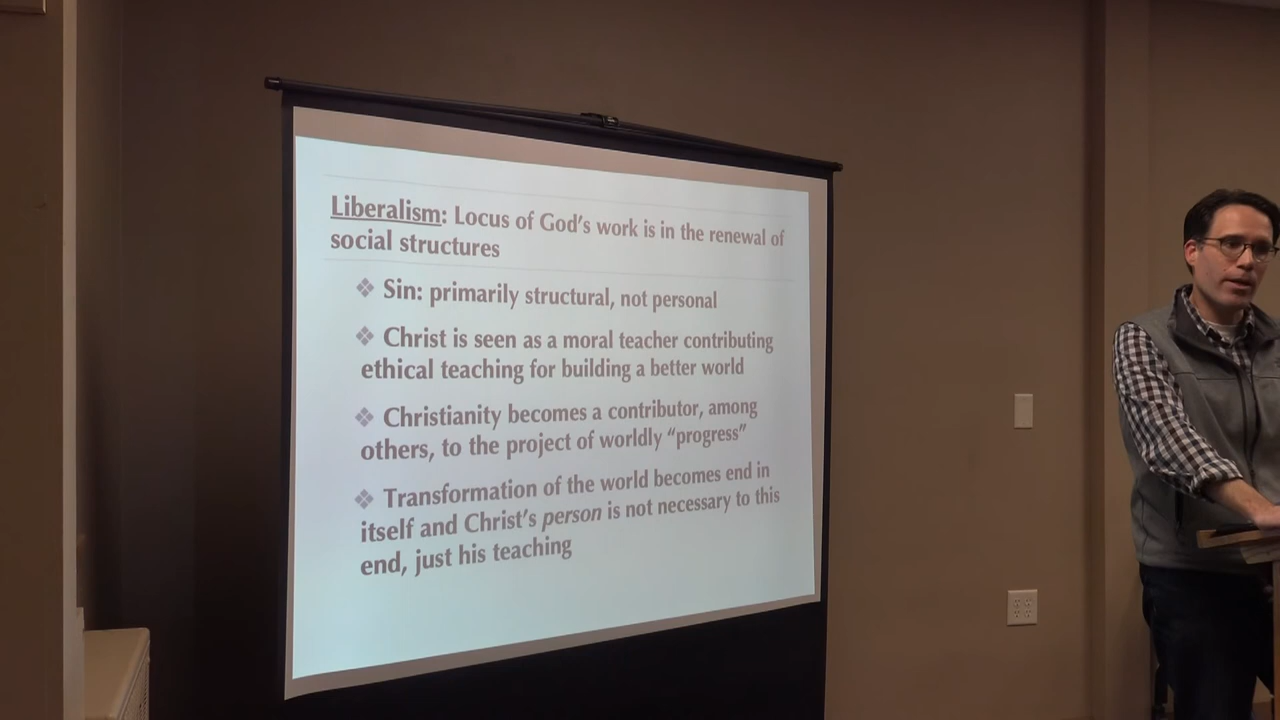 Liberalism: Locus of God's work is in the renewal of
social structures
❖ Sin: primarily structural, not personal
❖ Christ is seen as a moral teacher contributing
ethical teaching for building a better world
❖ Christianity becomes a contributor, among
others, to the project of worldly “progress”
❖ Transformation of the world becomes end in
itself and Christ's person is not necessary to this
end, just his teaching